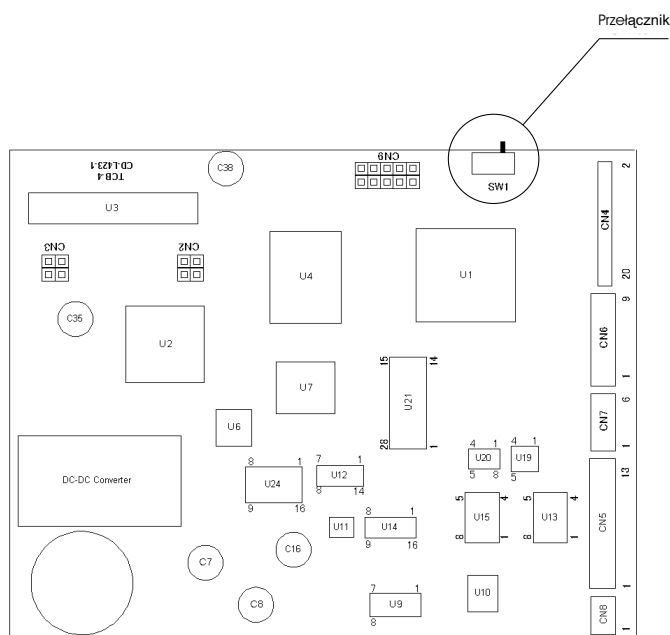 Przełącznik
CN9
C38
CD-L423-1
TCB-4
SW1
2
U3
CN4
CN3
CN2
U4
U1
20
9
C35
U2
CN6
15
14
1
U7
U21
6
U6
CN7
28
1
4
1
4
1
1
U20
U19
13
8
1
7
1
5
8
5
DC-DC Converter
U24
U12
9
16
8
14
5
4
5
4
8
1
U15
U13
CN5
U11
U14
9
16
8
1
8
1
C16
C7
7
1
U10
1
C8
U9
CN8
8
1